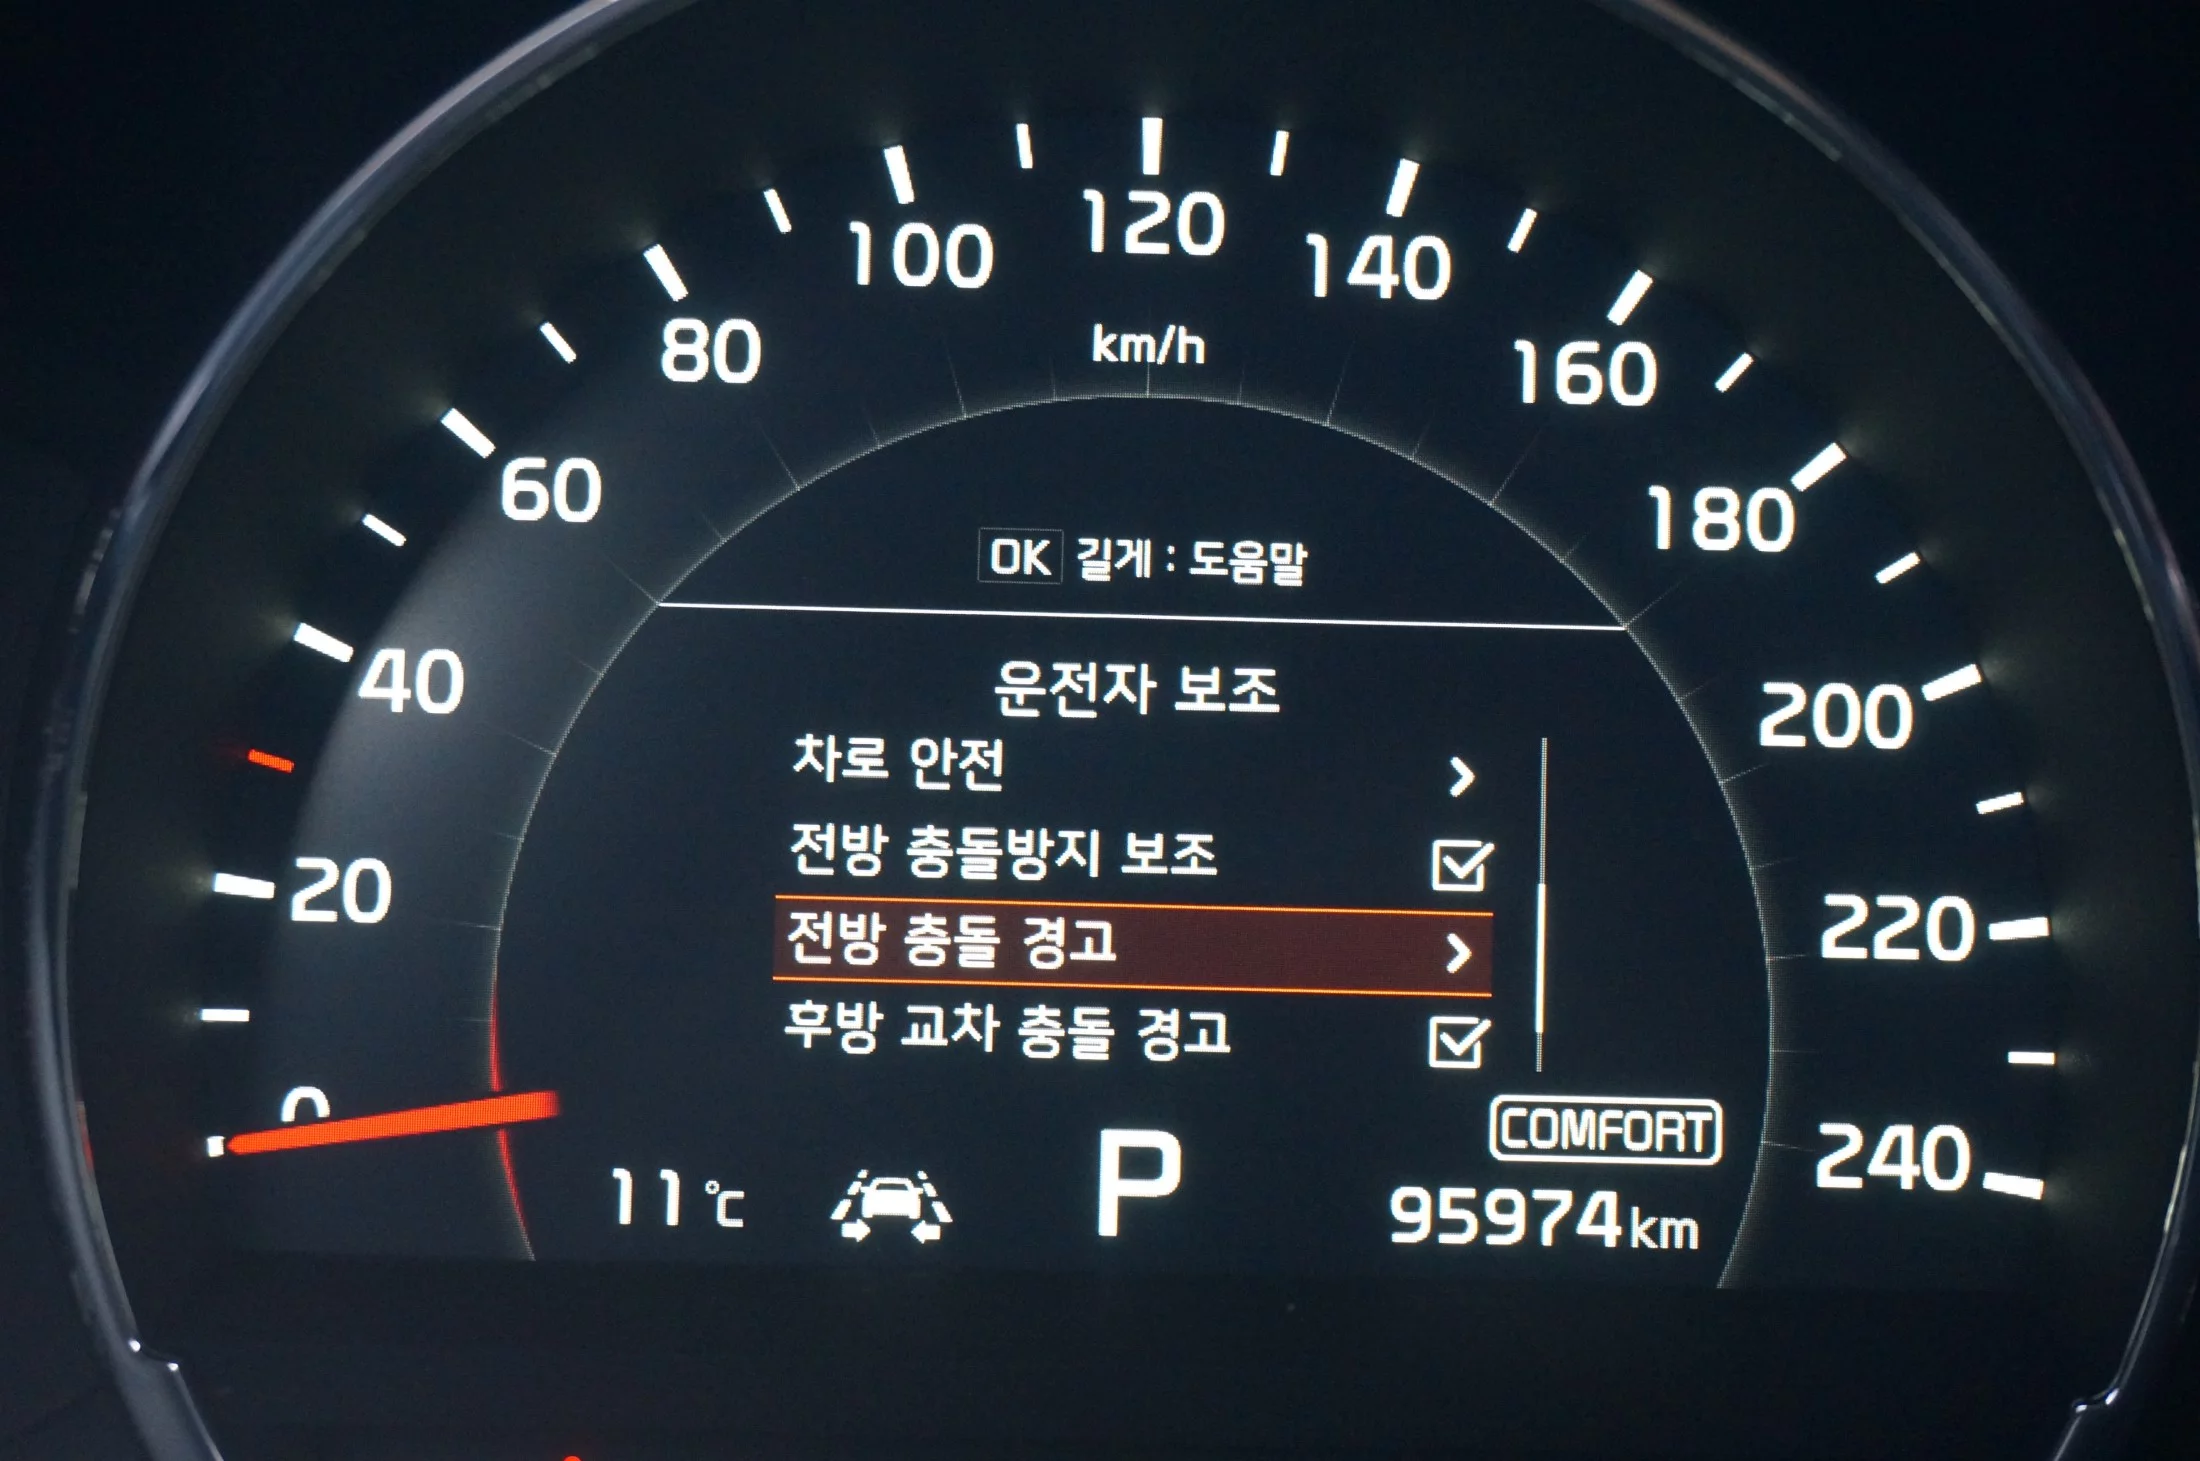 0
20
40
60
80
100
120
140
160
180
200
220
240
km/h
OK 길게 : 도움말
운전자 보조
차로 안전
전방 충돌방지 보조
전방 충돌 경고
후방 교차 충돌 경고
COMFORT
11℃
P
95974km